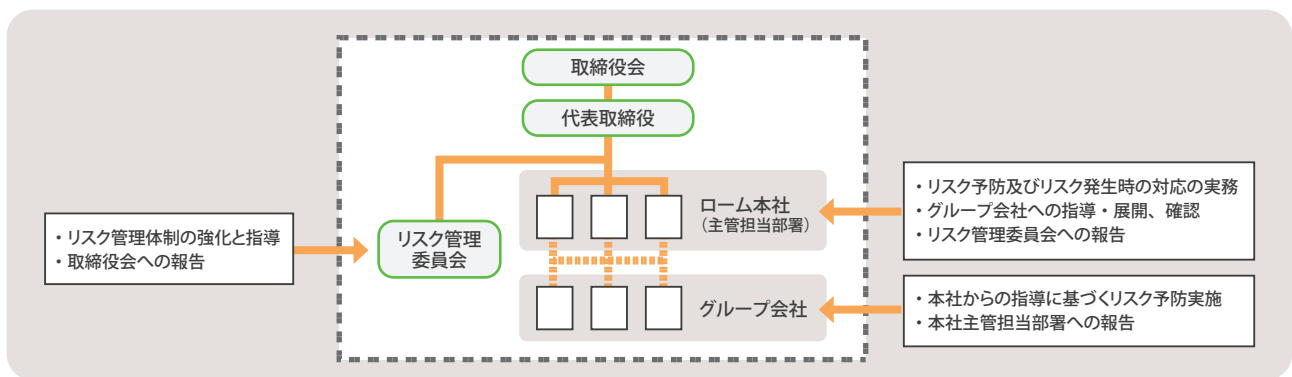 取締役会
代表取締役
ローム本社
（主管担当部署）
リスク管理
委員会
グループ会社
・リスク管理体制の強化と指導
・取締役会への報告
・リスク予防及びリスク発生時の対応の実務
・グループ会社への指導・展開、確認
・リスク管理委員会への報告
・本社からの指導に基づくリスク予防実施
・本社主管担当部署への報告